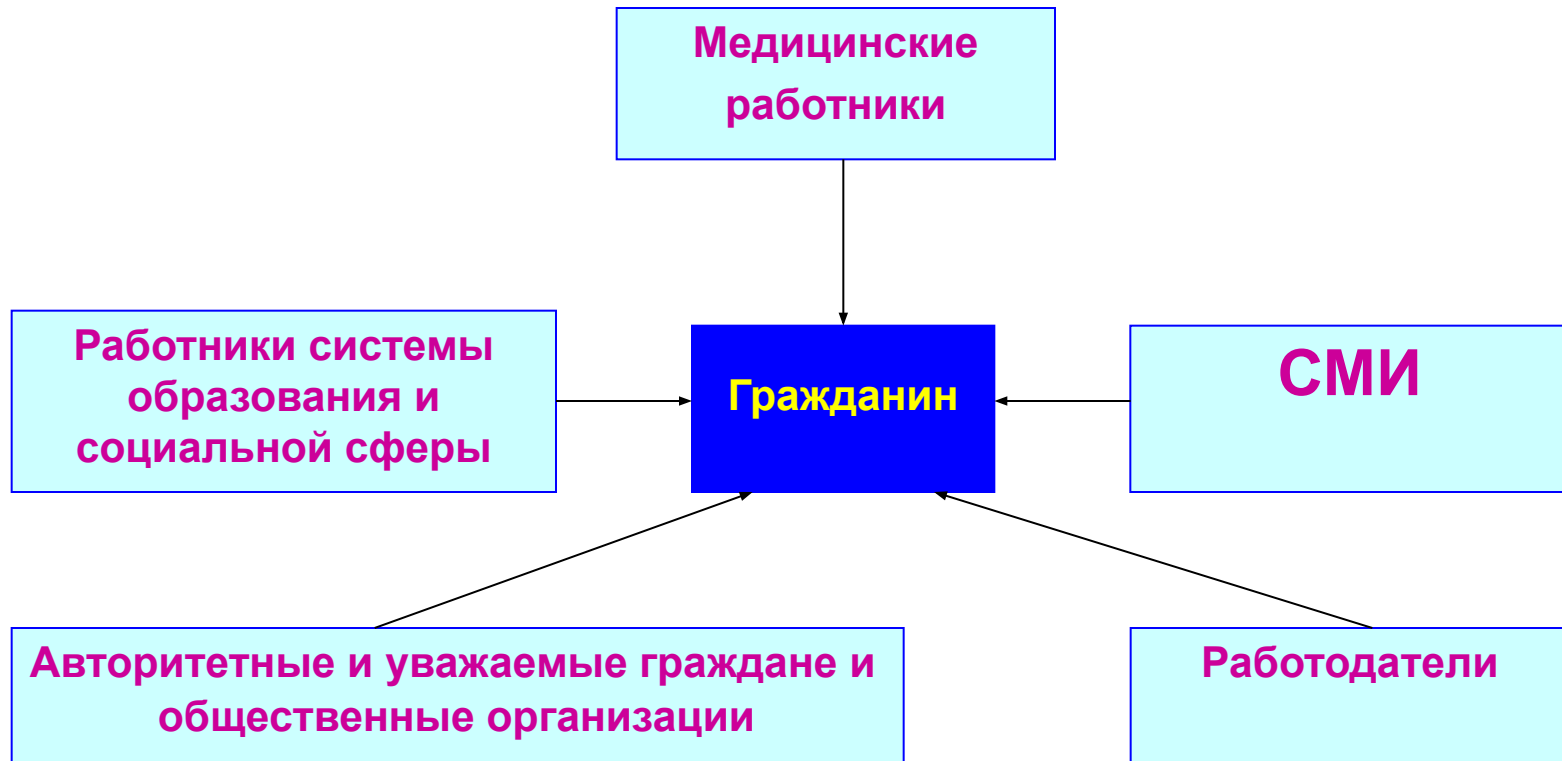 Медицинские
работники
Работники системы
образования и
социальной сферы
Гражданин
СМИ
Авторитетные и уважаемые граждане и
общественные организации
Работодатели